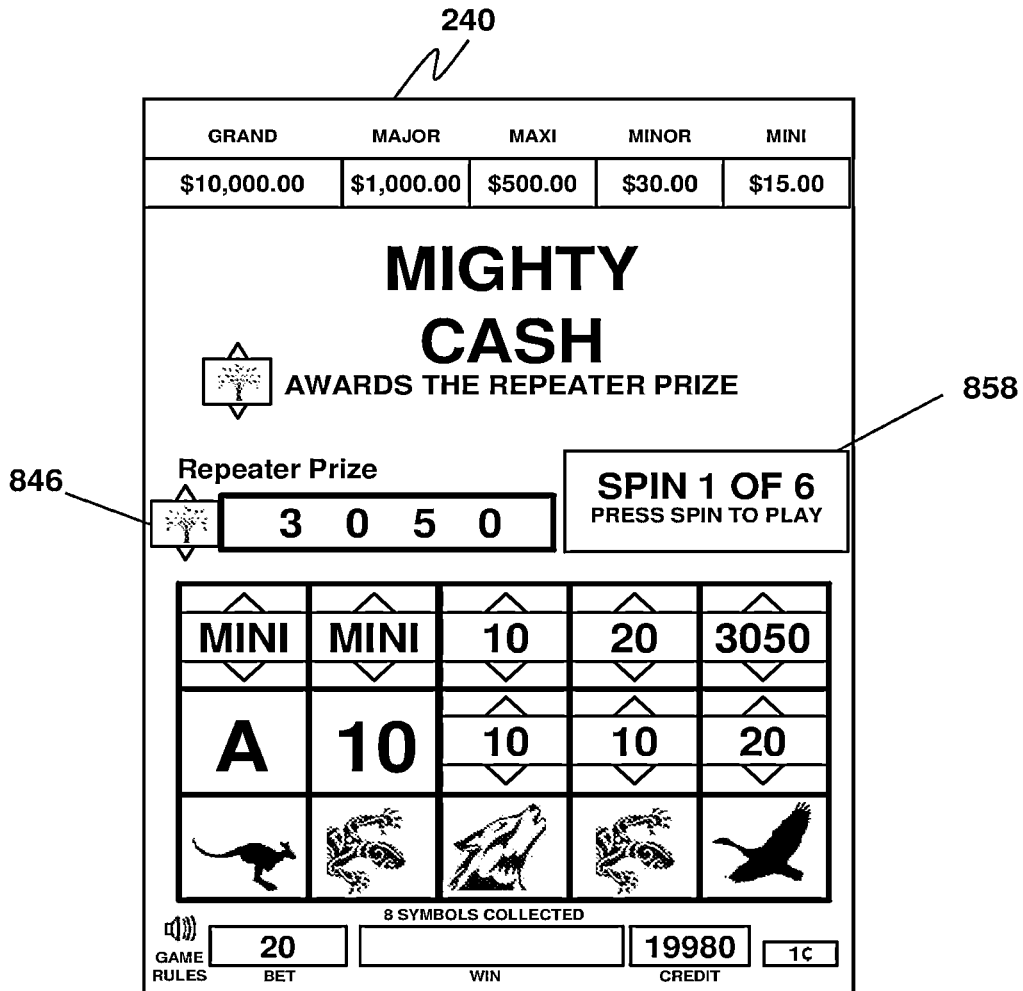 240
GRAND MAJOR MAXI MINOR MINI
$10,000.00 $1,000.00 $500.00 $30.00 $15.00
MIGHTY
CASH
AWARDS THE REPEATER PRIZE
858
Repeater Prize
846
3 0 5 0
SPIN 1 OF 6
PRESS SPIN TO PLAY
MINI MINI 10 20 3050
A 10 10 10 20
8 SYMBOLS COLLECTED
20 19980 1¢
GAME
RULES BET WIN CREDIT